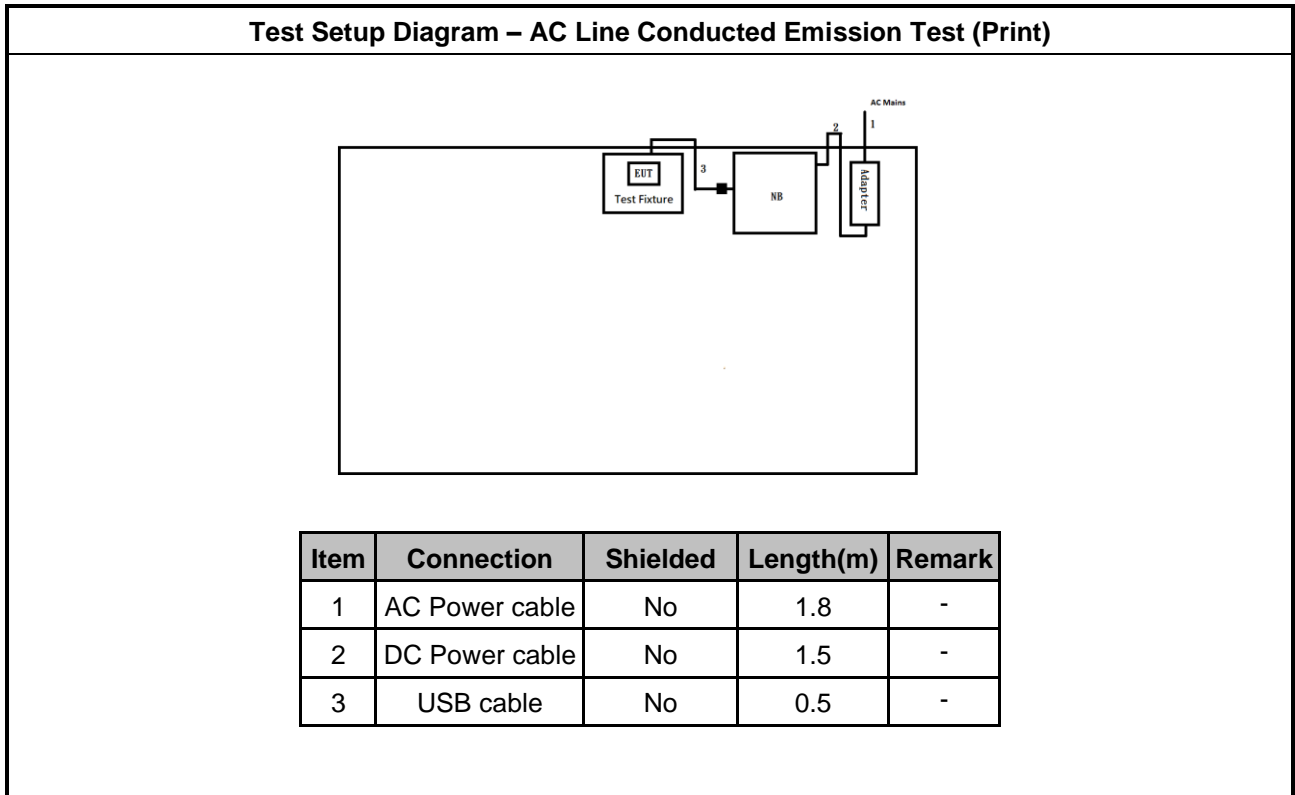 Test Setup Diagram – AC Line Conducted Emission Test (Print)
AC Mains
1
2
3
EUT
Test Fixture
NB
Adapter
Item Connection Shielded Length(m) Remark
1 AC Power cable No 1.8 -
2 DC Power cable No 1.5 -
3 USB cable No 0.5 -